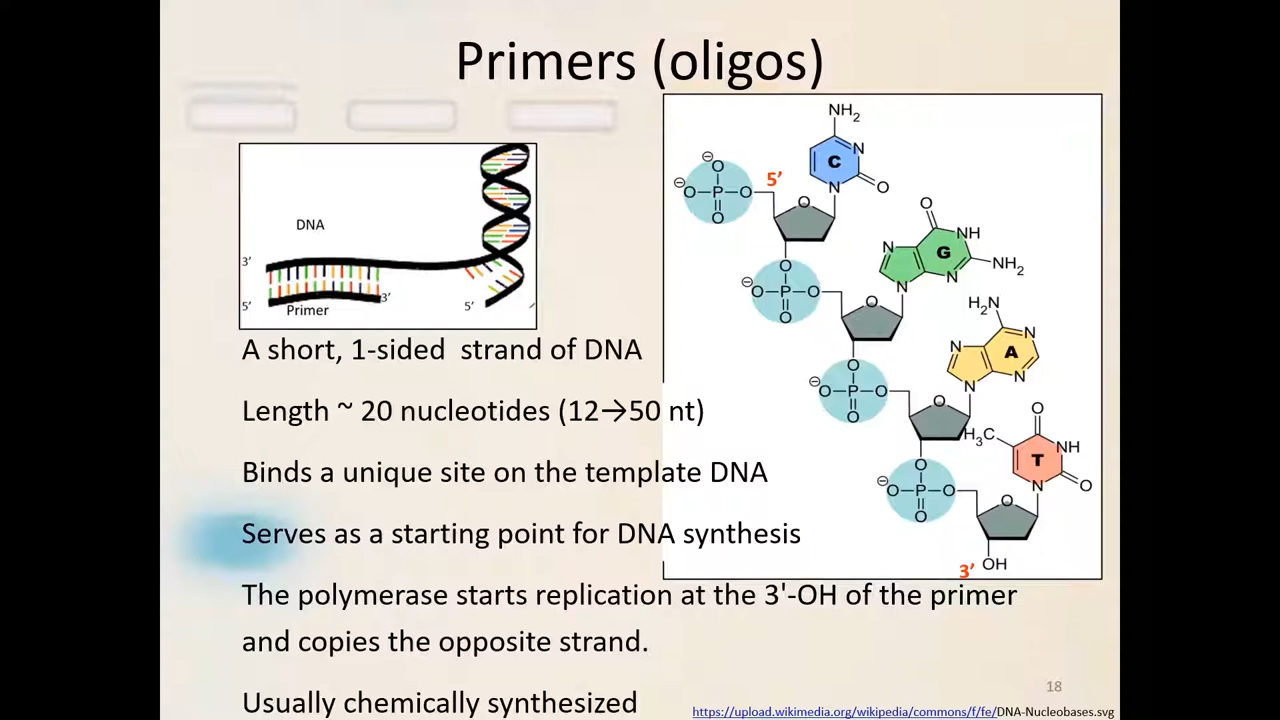 Primers (oligos)
DNA
3'
5'
Primer
3'
5'
A short, 1-sided strand of DNA
Length ~ 20 nucleotides (12→50 nt)
Binds a unique site on the template DNA
Serves as a starting point for DNA synthesis
The polymerase starts replication at the 3'-OH of the primer
and copies the opposite strand.
Usually chemically synthesized
NH₂
C
N
N
O
5'
O
⊖
O
⊖
O
P
O
O
O
O
NH
G
N
N
N
NH₂
O
⊖
O
P
O
O
O
H₂N
N
A
N
N
N
O
⊖
O
P
O
O
O
O
H₃C
NH
T
N
O
O
⊖
O
P
O
O
O
3'
OH
18
https://upload.wikimedia.org/wikipedia/commons/f/fe/DNA-Nucleobases.svg